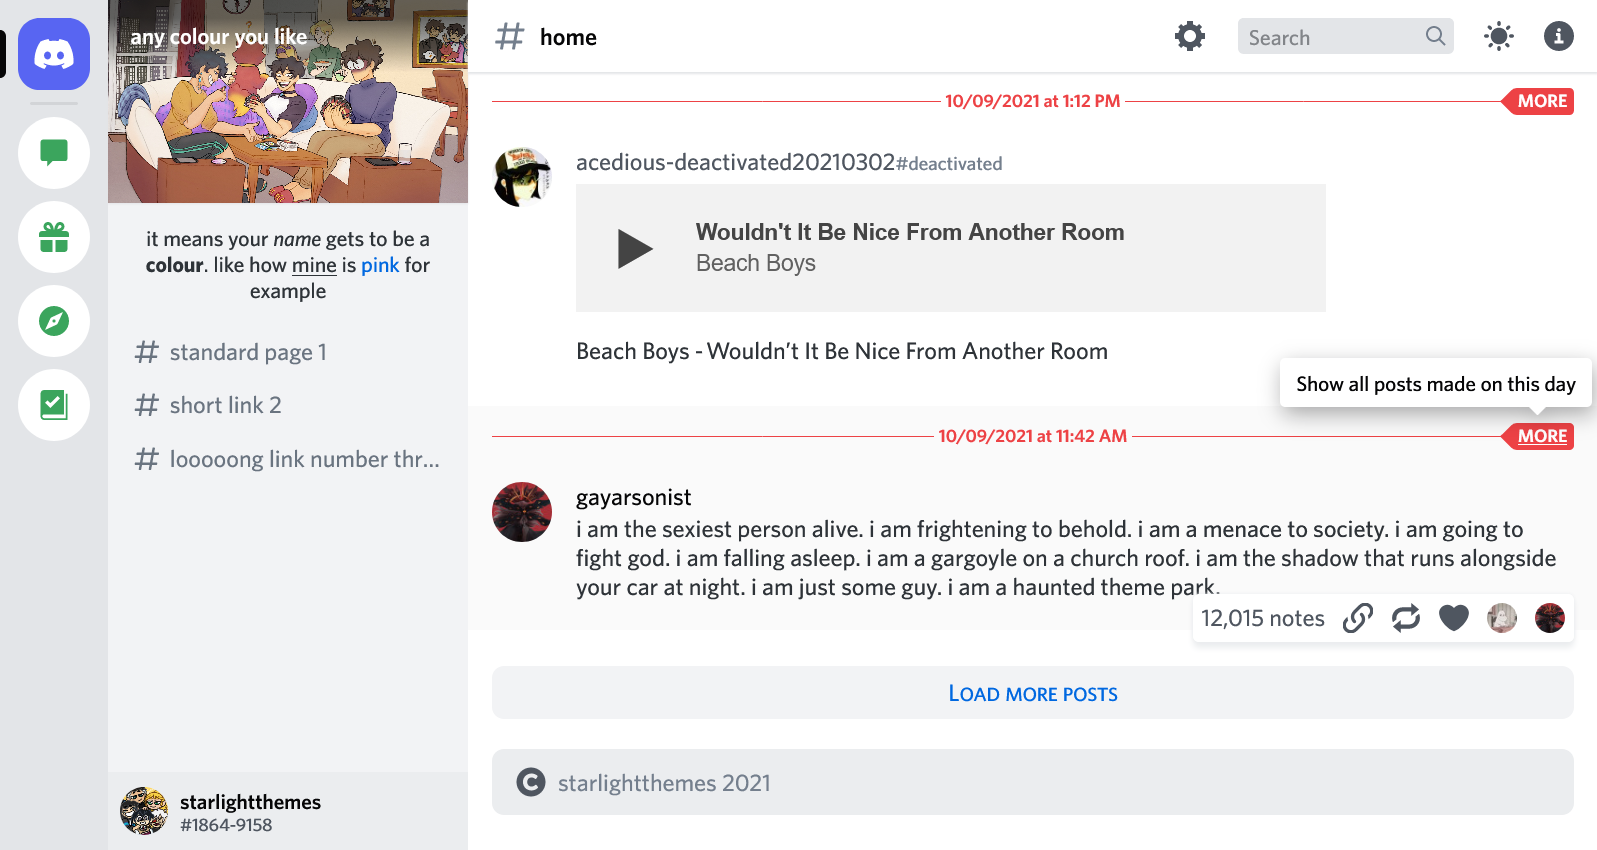 any colour you like
it means your name gets to be a
colour. like how mine is pink for
example
# standard page 1
# short link 2
# looooong link number thr...
starlightthemes
#1864-9158
# home
Search
10/09/2021 at 1:12 PM
MORE
acedious-deactivated20210302#deactivated
Wouldn't It Be Nice From Another Room
Beach Boys
Beach Boys - Wouldn’t It Be Nice From Another Room
Show all posts made on this day
10/09/2021 at 11:42 AM
MORE
gayarsonist
i am the sexiest person alive. i am frightening to behold. i am a menace to society. i am going to
fight god. i am falling asleep. i am a gargoyle on a church roof. i am the shadow that runs alongside
your car at night. i am just some guy. i am a haunted theme park.
12,015 notes
LOAD MORE POSTS
starlightthemes 2021